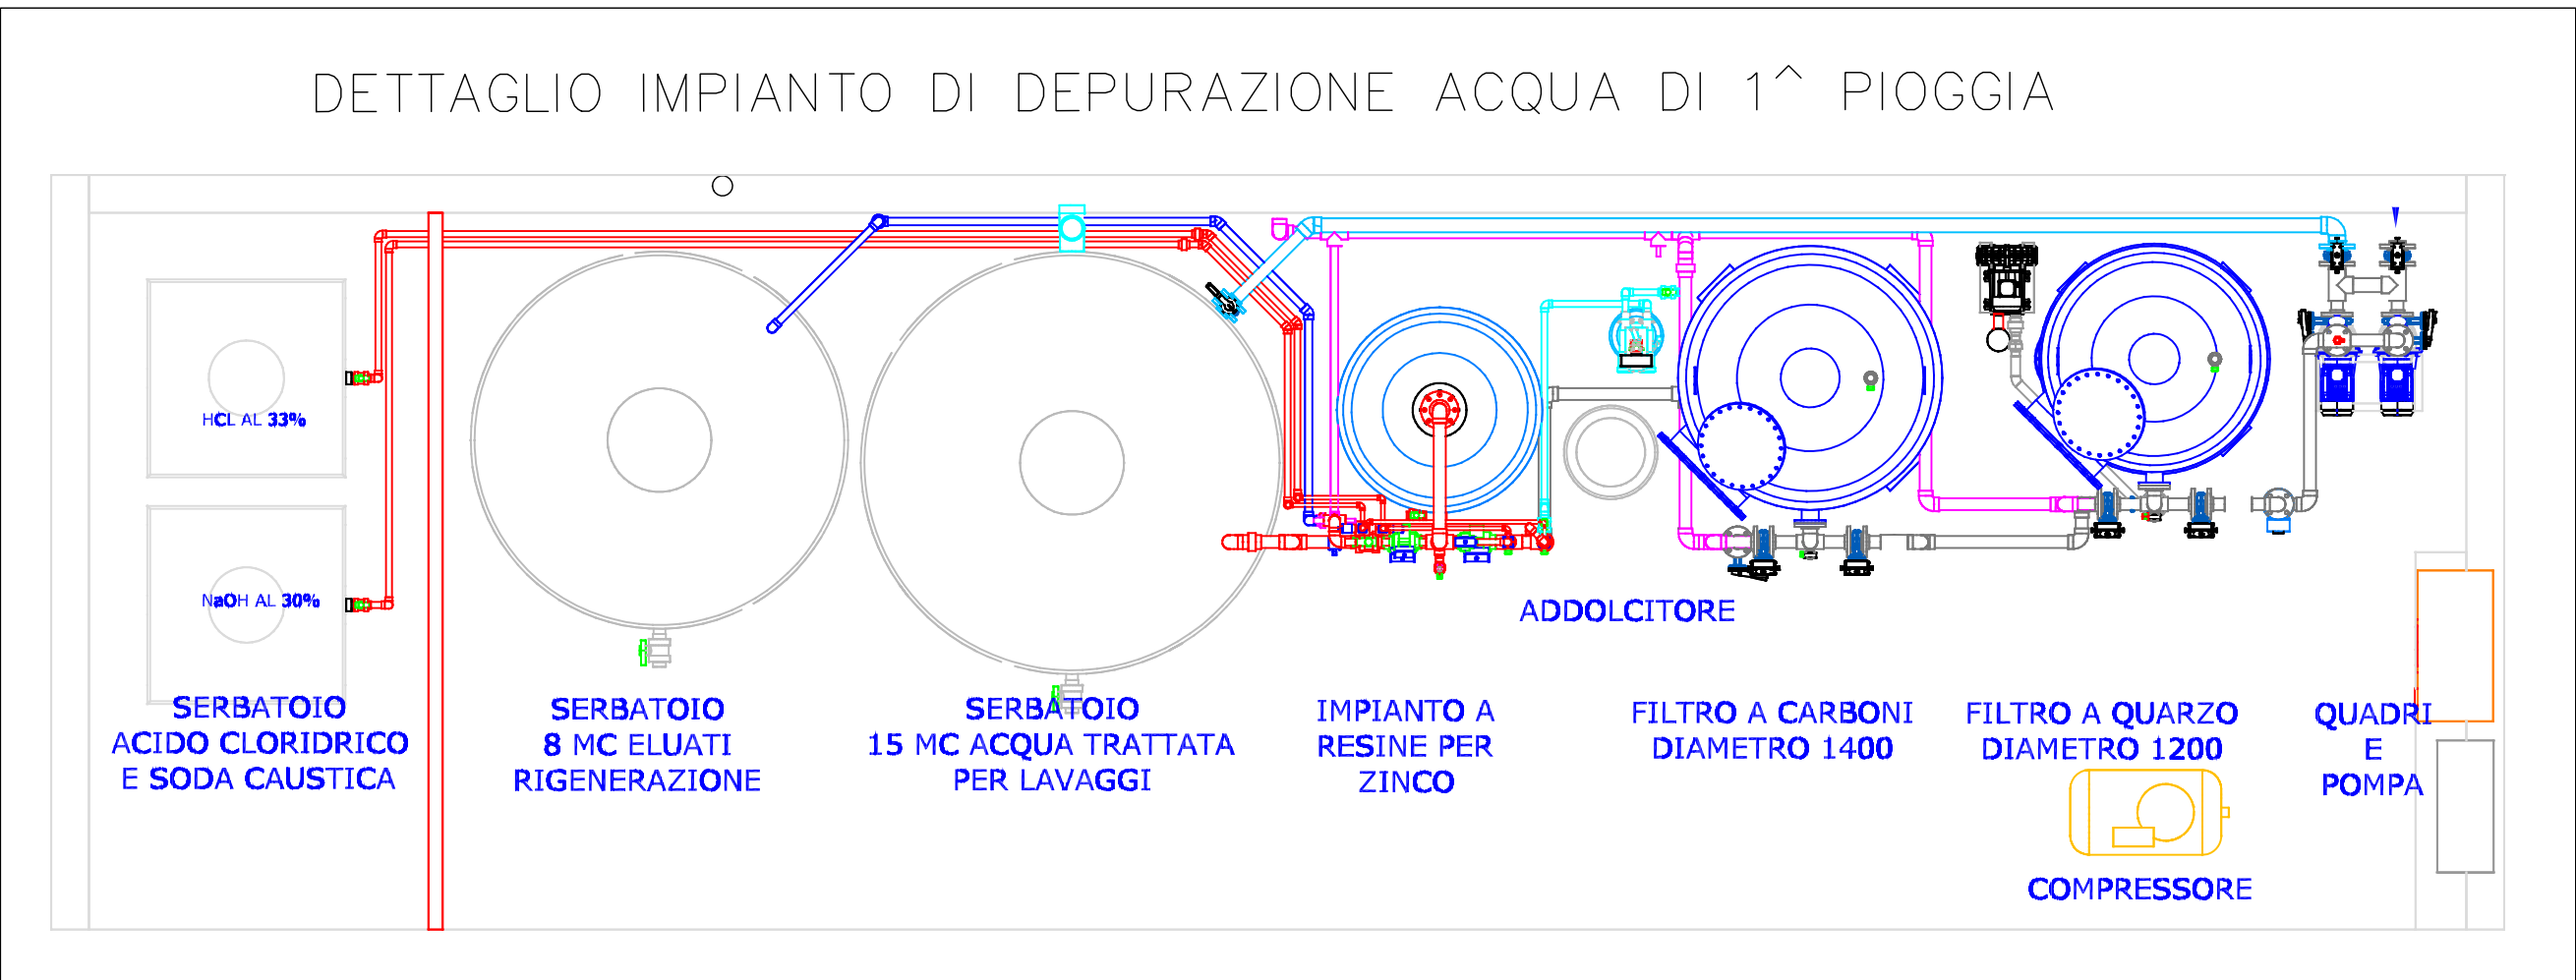 DETTAGLIO IMPIANTO DI DEPURAZIONE ACQUA DI 1^ PIOGGIA
HCL AL 33%
NaOH AL 30%
SERBATOIO
ACIDO CLORIDRICO
E SODA CAUSTICA
SERBATOIO
8 MC ELUATI
RIGENERAZIONE
SERBATOIO
15 MC ACQUA TRATTATA
PER LAVAGGI
IMPIANTO A
RESINE PER
ZINCO
ADDOLCITORE
FILTRO A CARBONI
DIAMETRO 1400
FILTRO A QUARZO
DIAMETRO 1200
COMPRESSORE
QUADRI
E
POMPA